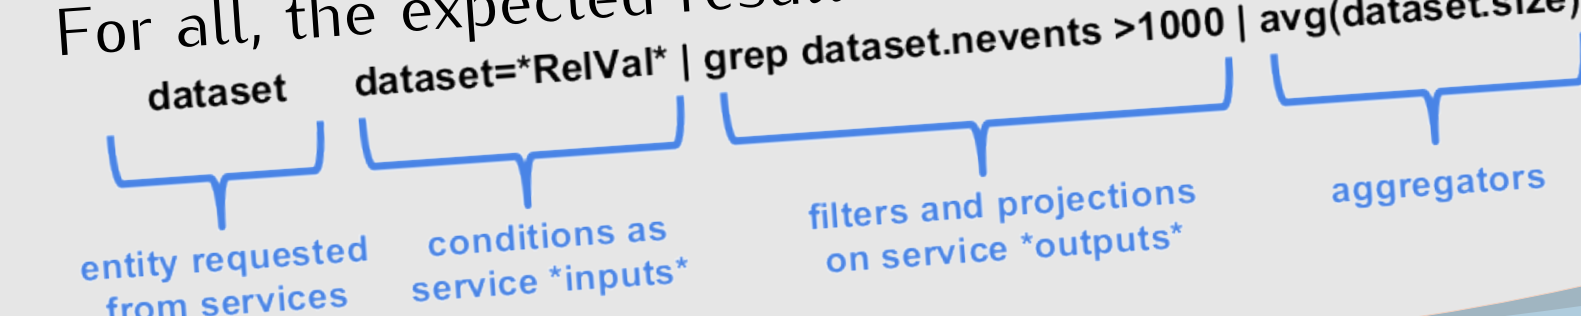 For all, the expected
dataset dataset=*RelVal* | grep dataset.nevents >1000 | avg(dataset.size)
entity requested
from services
conditions as
service *inputs*
filters and projections
on service *outputs*
aggregators